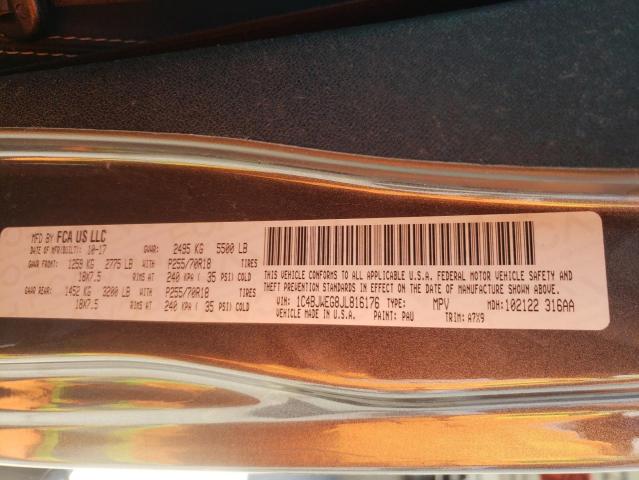 MFD BY FCA US LLC
DATE OF MFR(BUILT): 10-17 GVWR: 2495 KG 5500 LB
GAWR FRONT: 1259 KG 2775 LB WITH P255/70R18 TIRES
18X7.5 RIMS AT 240 KPA ( 35 PSI) COLD
GAWR REAR: 1452 KG 3200 LB WITH P255/70R18 TIRES
18X7.5 RIMS AT 240 KPA ( 35 PSI) COLD
THIS VEHICLE CONFORMS TO ALL APPLICABLE U.S.A. FEDERAL MOTOR VEHICLE SAFETY AND
THEFT PREVENTION STANDARDS IN EFFECT ON THE DATE OF MANUFACTURE SHOWN ABOVE.
VIN: 1C4BJWEG8JL816176 TYPE: MPV MDH: 102122 316AA
VEHICLE MADE IN U.S.A. PAINT: PAU TRIM: A7X9